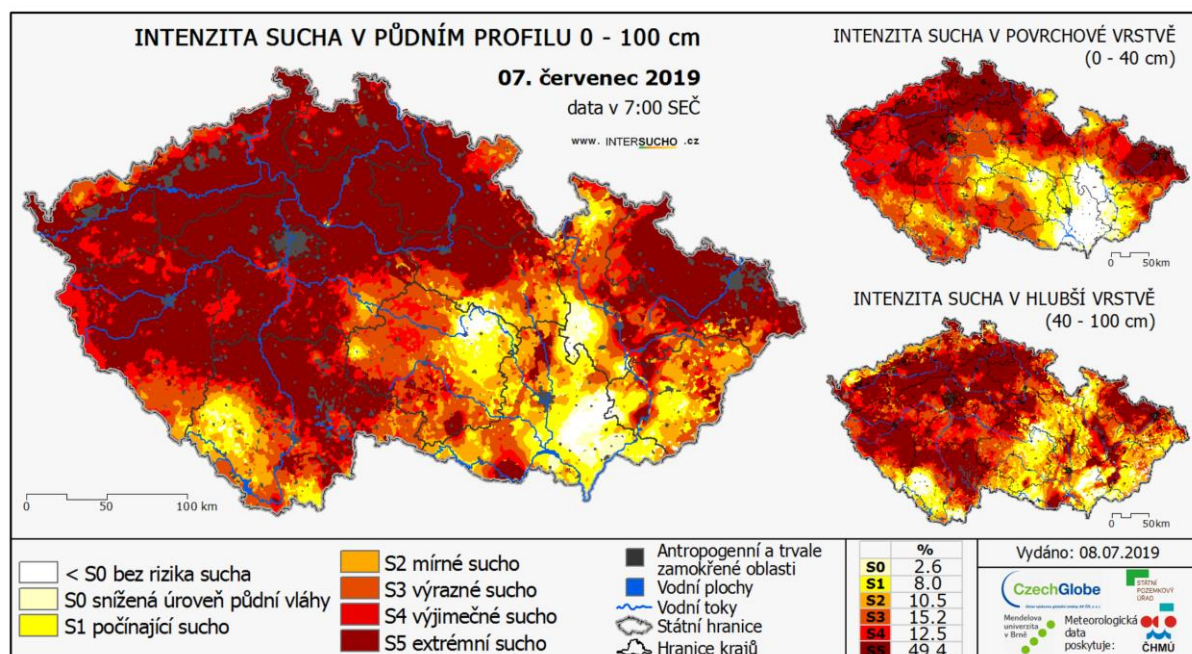 INTENZITA SUCHA V PŮDNÍM PROFILU 0 - 100 cm
07. červenec 2019
data v 7:00 SEČ
www. INTERSUCHO .cz
0 50 100 km
INTENZITA SUCHA V POVRCHOVÉ VRSTVĚ
(0 - 40 cm)
0 50km
INTENZITA SUCHA V HLUBŠÍ VRSTVĚ
(40 - 100 cm)
0 50km
< S0 bez rizika sucha
S0 snížená úroveň půdní vláhy
S1 počínající sucho
S2 mírné sucho
S3 výrazné sucho
S4 výjimečné sucho
S5 extrémní sucho
Antropogenní a trvale
zamokřené oblasti
Vodní plochy
Vodní toky
Státní hranice
Hranice krajů
%
S0 2.6
S1 8.0
S2 10.5
S3 15.2
S4 12.5
S5 49.4
Vydáno: 08.07.2019
CzechGlobe
STÁTNÍ
POZEMKOVÝ
ÚŘAD
Mendelova
univerzita
v Brně
Meteorologická
data
poskytuje:
ČHMÚ